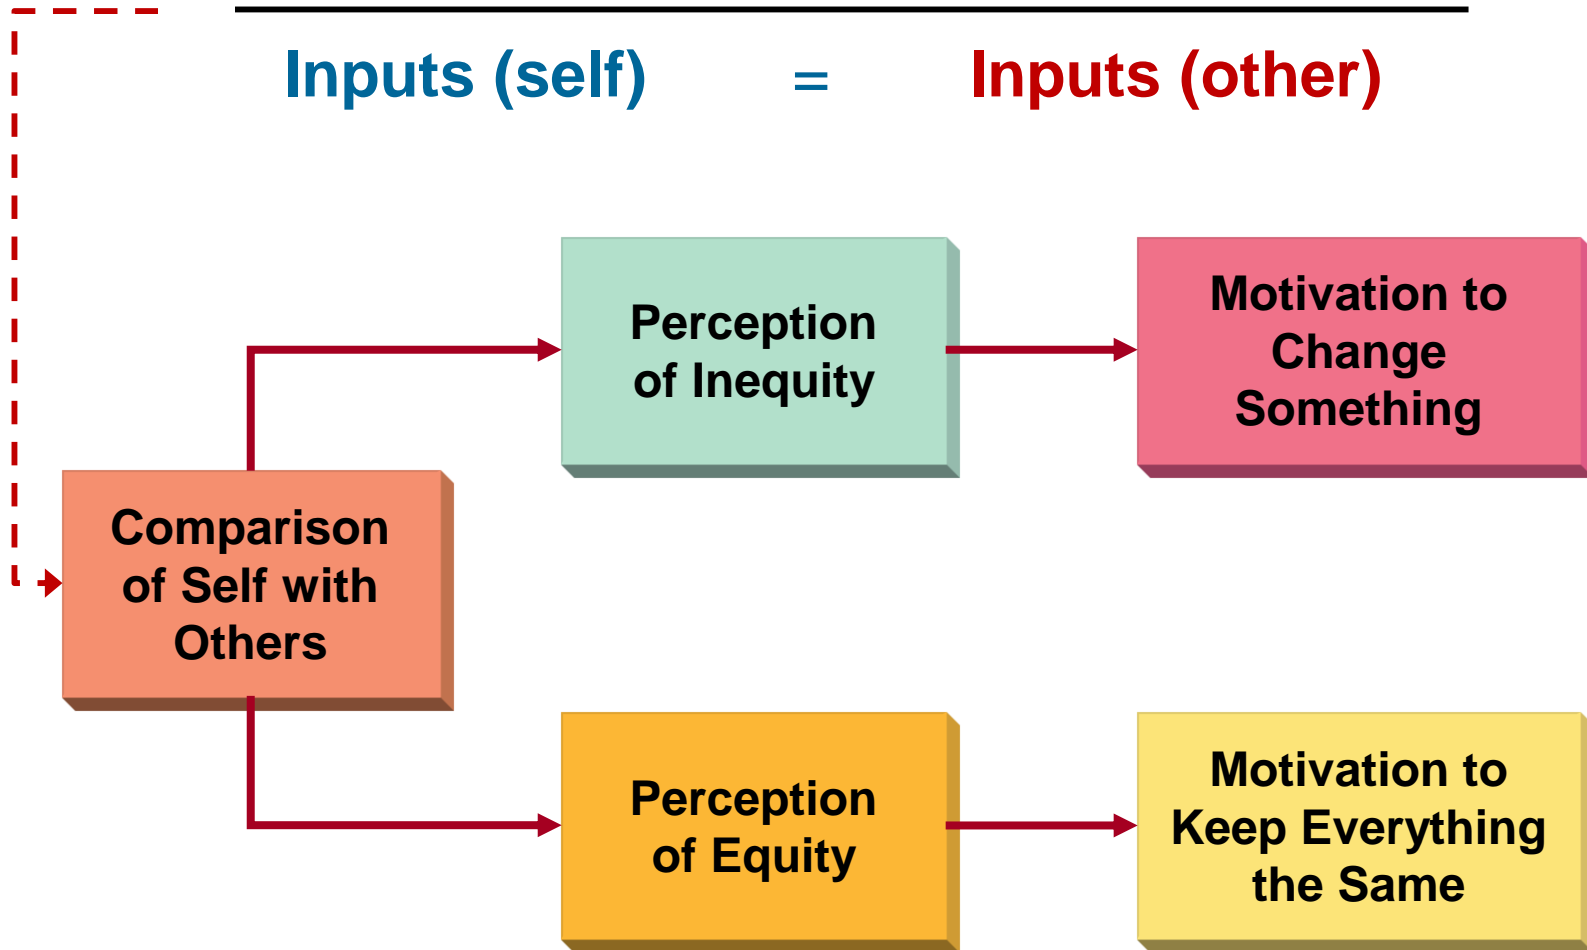 Inputs (self) = Inputs (other)
Perception
of Inequity
Motivation to
Change
Something
Comparison
of Self with
Others
Perception
of Equity
Motivation to
Keep Everything
the Same